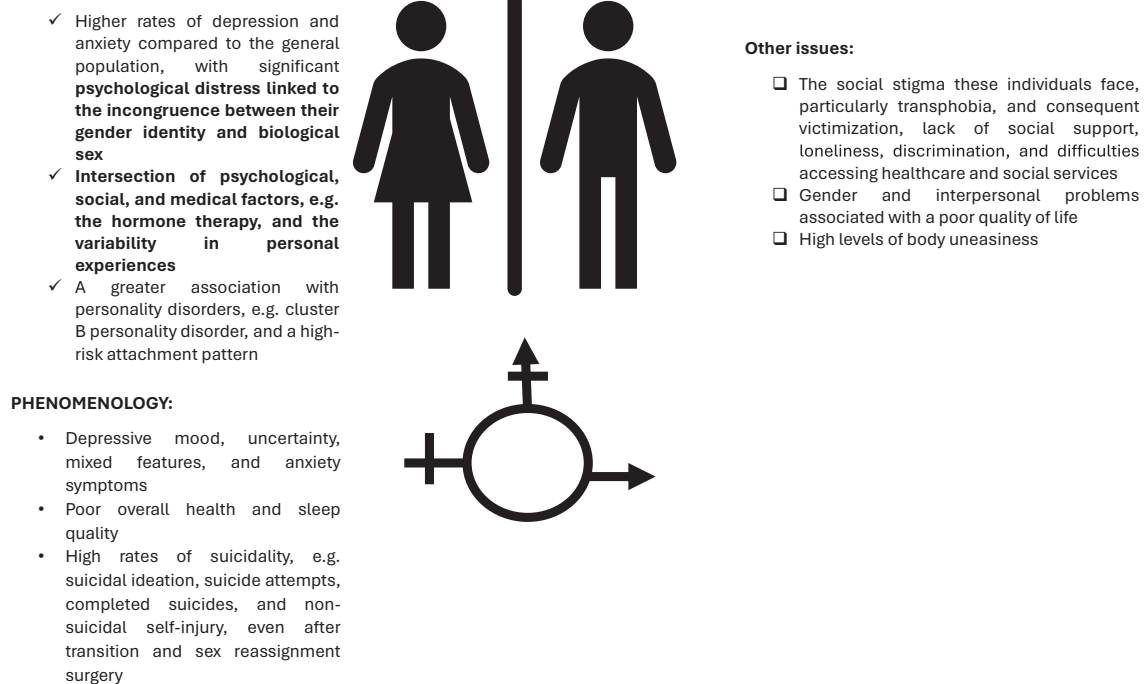 Higher rates of depression and
anxiety compared to the general
population, with significant
psychological distress linked to
the incongruence between their
gender identity and biological
sex
Intersection of psychological,
social, and medical factors, e.g.
the hormone therapy, and the
variability in personal
experiences
A greater association with
personality disorders, e.g. cluster
B personality disorder, and a high-
risk attachment pattern
PHENOMENOLOGY:
Depressive mood, uncertainty,
mixed features, and anxiety
symptoms
Poor overall health and sleep
quality
High rates of suicidality, e.g.
suicidal ideation, suicide attempts,
completed suicides, and non-
suicidal self-injury, even after
transition and sex reassignment
surgery
Other issues:
The social stigma these individuals face,
particularly transphobia, and consequent
victimization, lack of social support,
loneliness, discrimination, and difficulties
accessing healthcare and social services
Gender and interpersonal problems
associated with a poor quality of life
High levels of body uneasiness